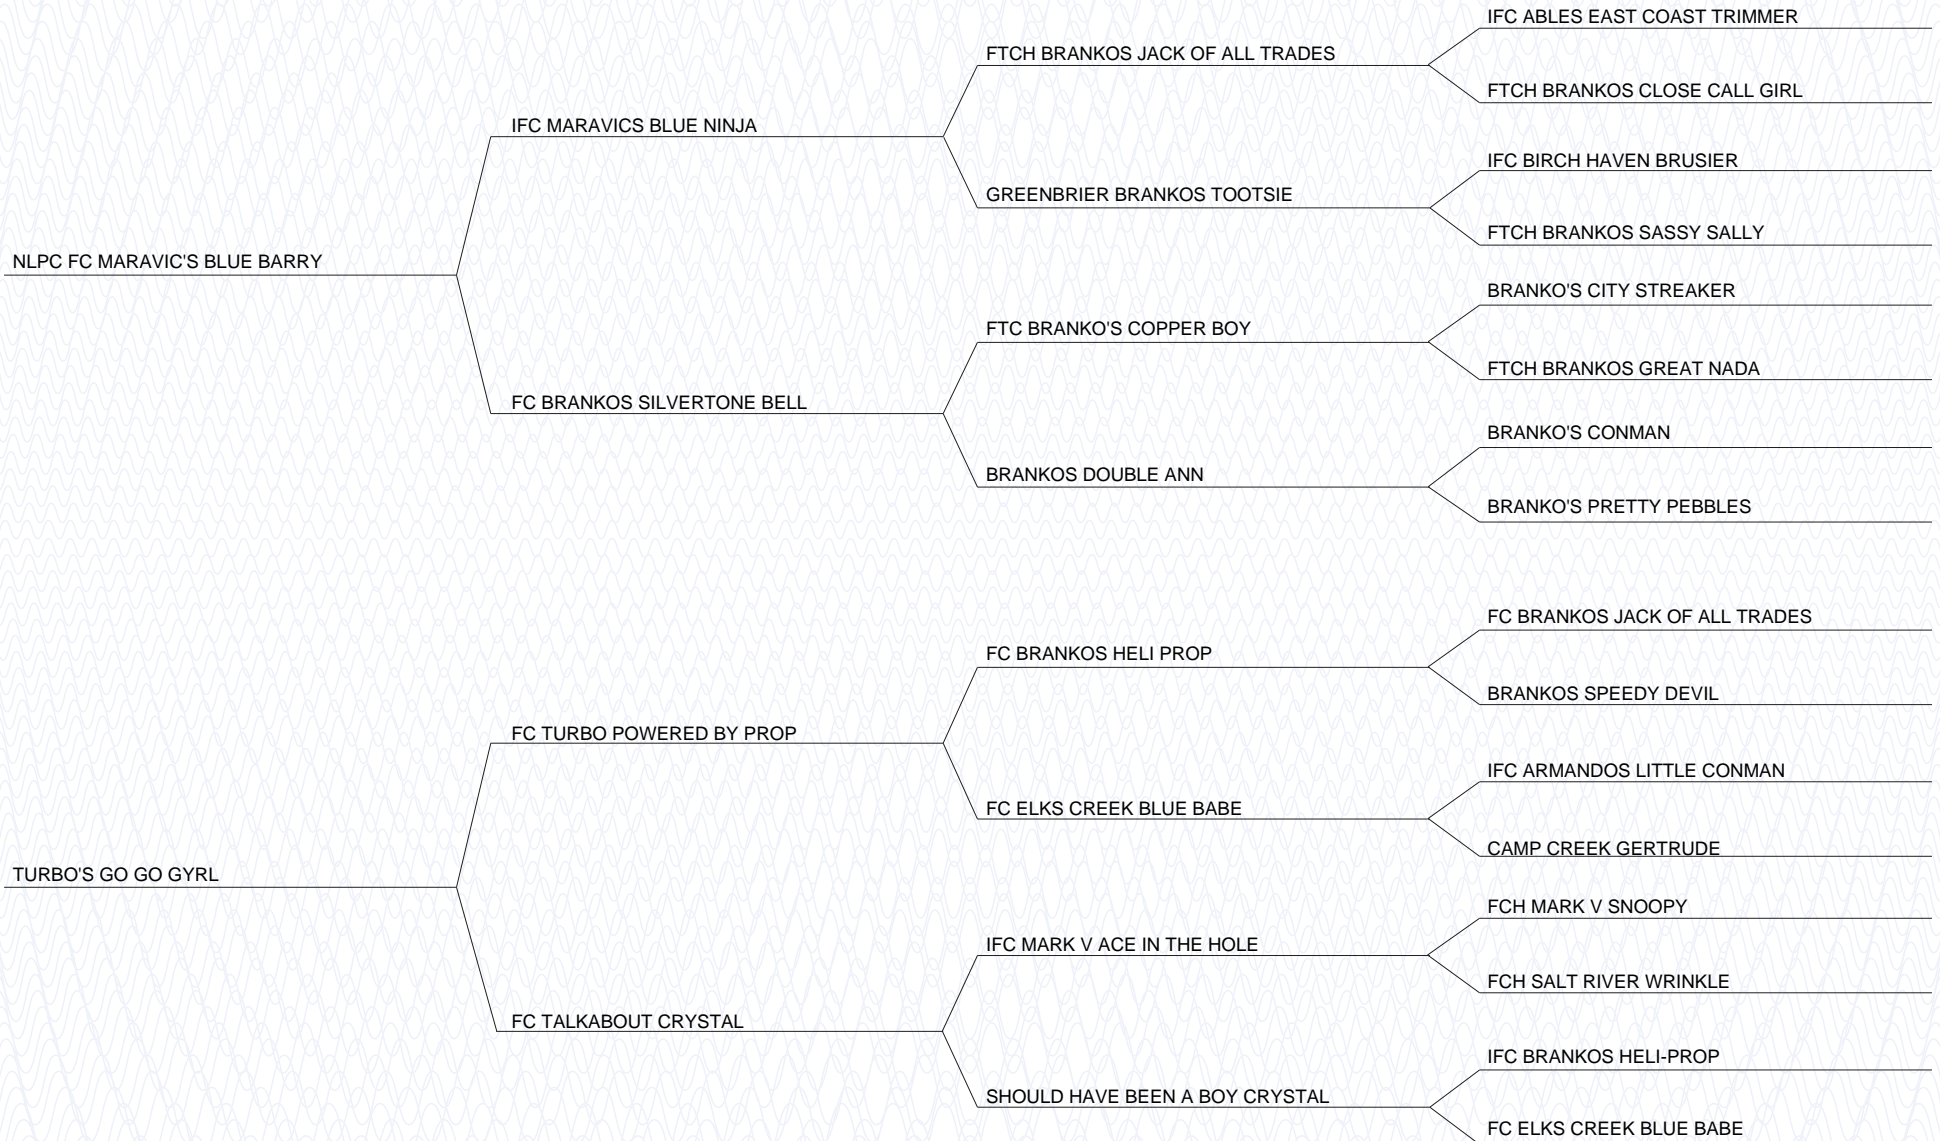 IFC ABLES EAST COAST TRIMMER
FTCH BRANKOS JACK OF ALL TRADES
FTCH BRANKOS CLOSE CALL GIRL
IFC MARAVICS BLUE NINJA
IFC BIRCH HAVEN BRUSIER
GREENBRIER BRANKOS TOOTSIE
FTCH BRANKOS SASSY SALLY
NLPC FC MARAVIC'S BLUE BARRY
BRANKO'S CITY STREAKER
FTC BRANKO'S COPPER BOY
FTCH BRANKOS GREAT NADA
FC BRANKOS SILVERTONE BELL
BRANKO'S CONMAN
BRANKOS DOUBLE ANN
BRANKO'S PRETTY PEBBLES
FC BRANKOS JACK OF ALL TRADES
FC BRANKOS HELI PROP
BRANKOS SPEEDY DEVIL
FC TURBO POWERED BY PROP
IFC ARMANDOS LITTLE CONMAN
FC ELKS CREEK BLUE BABE
CAMP CREEK GERTRUDE
TURBO'S GO GO GYRL
FCH MARK V SNOOPY
IFC MARK V ACE IN THE HOLE
FCH SALT RIVER WRINKLE
FC TALKABOUT CRYSTAL
IFC BRANKOS HELI-PROP
SHOULD HAVE BEEN A BOY CRYSTAL
FC ELKS CREEK BLUE BABE